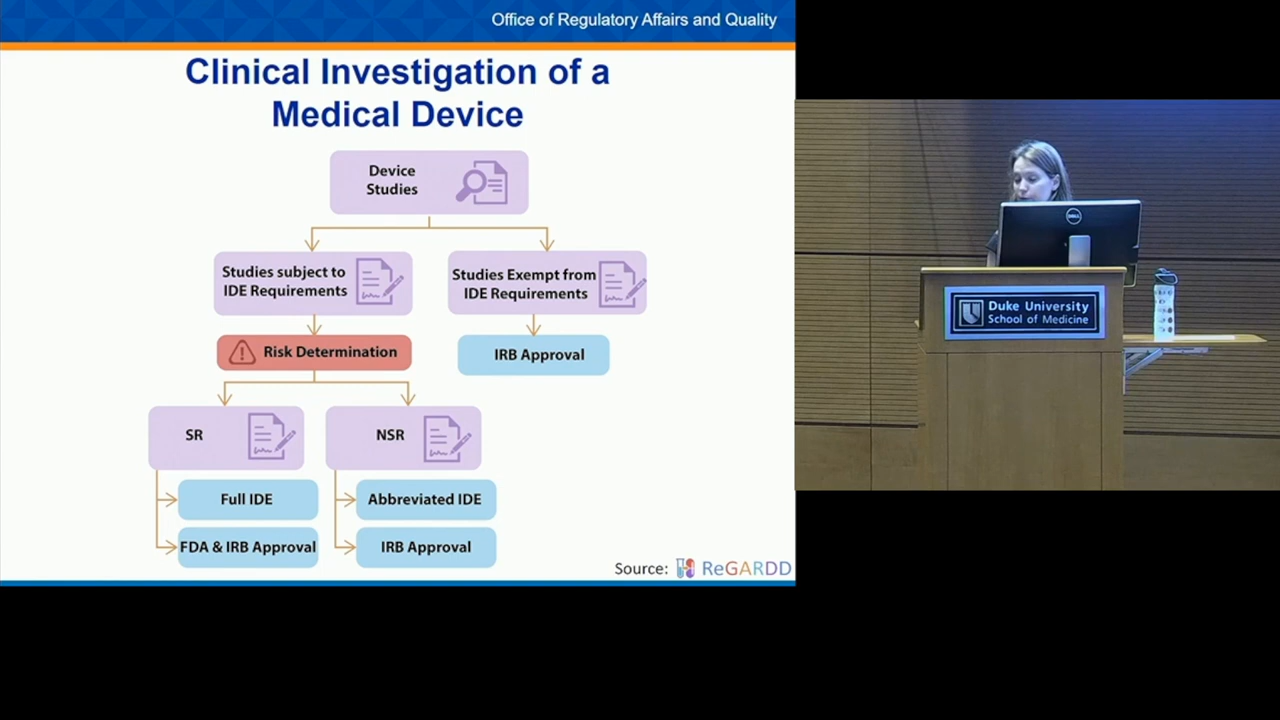 Office of Regulatory Affairs and Quality
Clinical Investigation of a
Medical Device
Device
Studies
Studies subject to
IDE Requirements
Studies Exempt from
IDE Requirements
Risk Determination
IRB Approval
SR
NSR
Full IDE
Abbreviated IDE
FDA & IRB Approval
IRB Approval
Source: ReGARDD
DELL
Duke University
School of Medicine